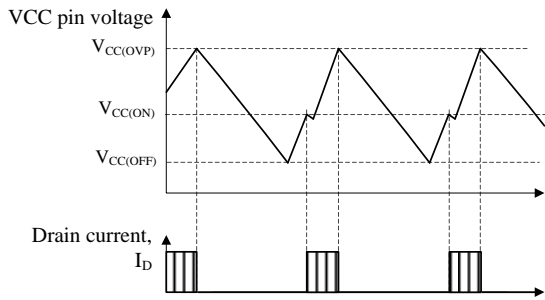 VCC pin voltage
VCC(OVP)
VCC(ON)
VCC(OFF)
Drain current,
ID